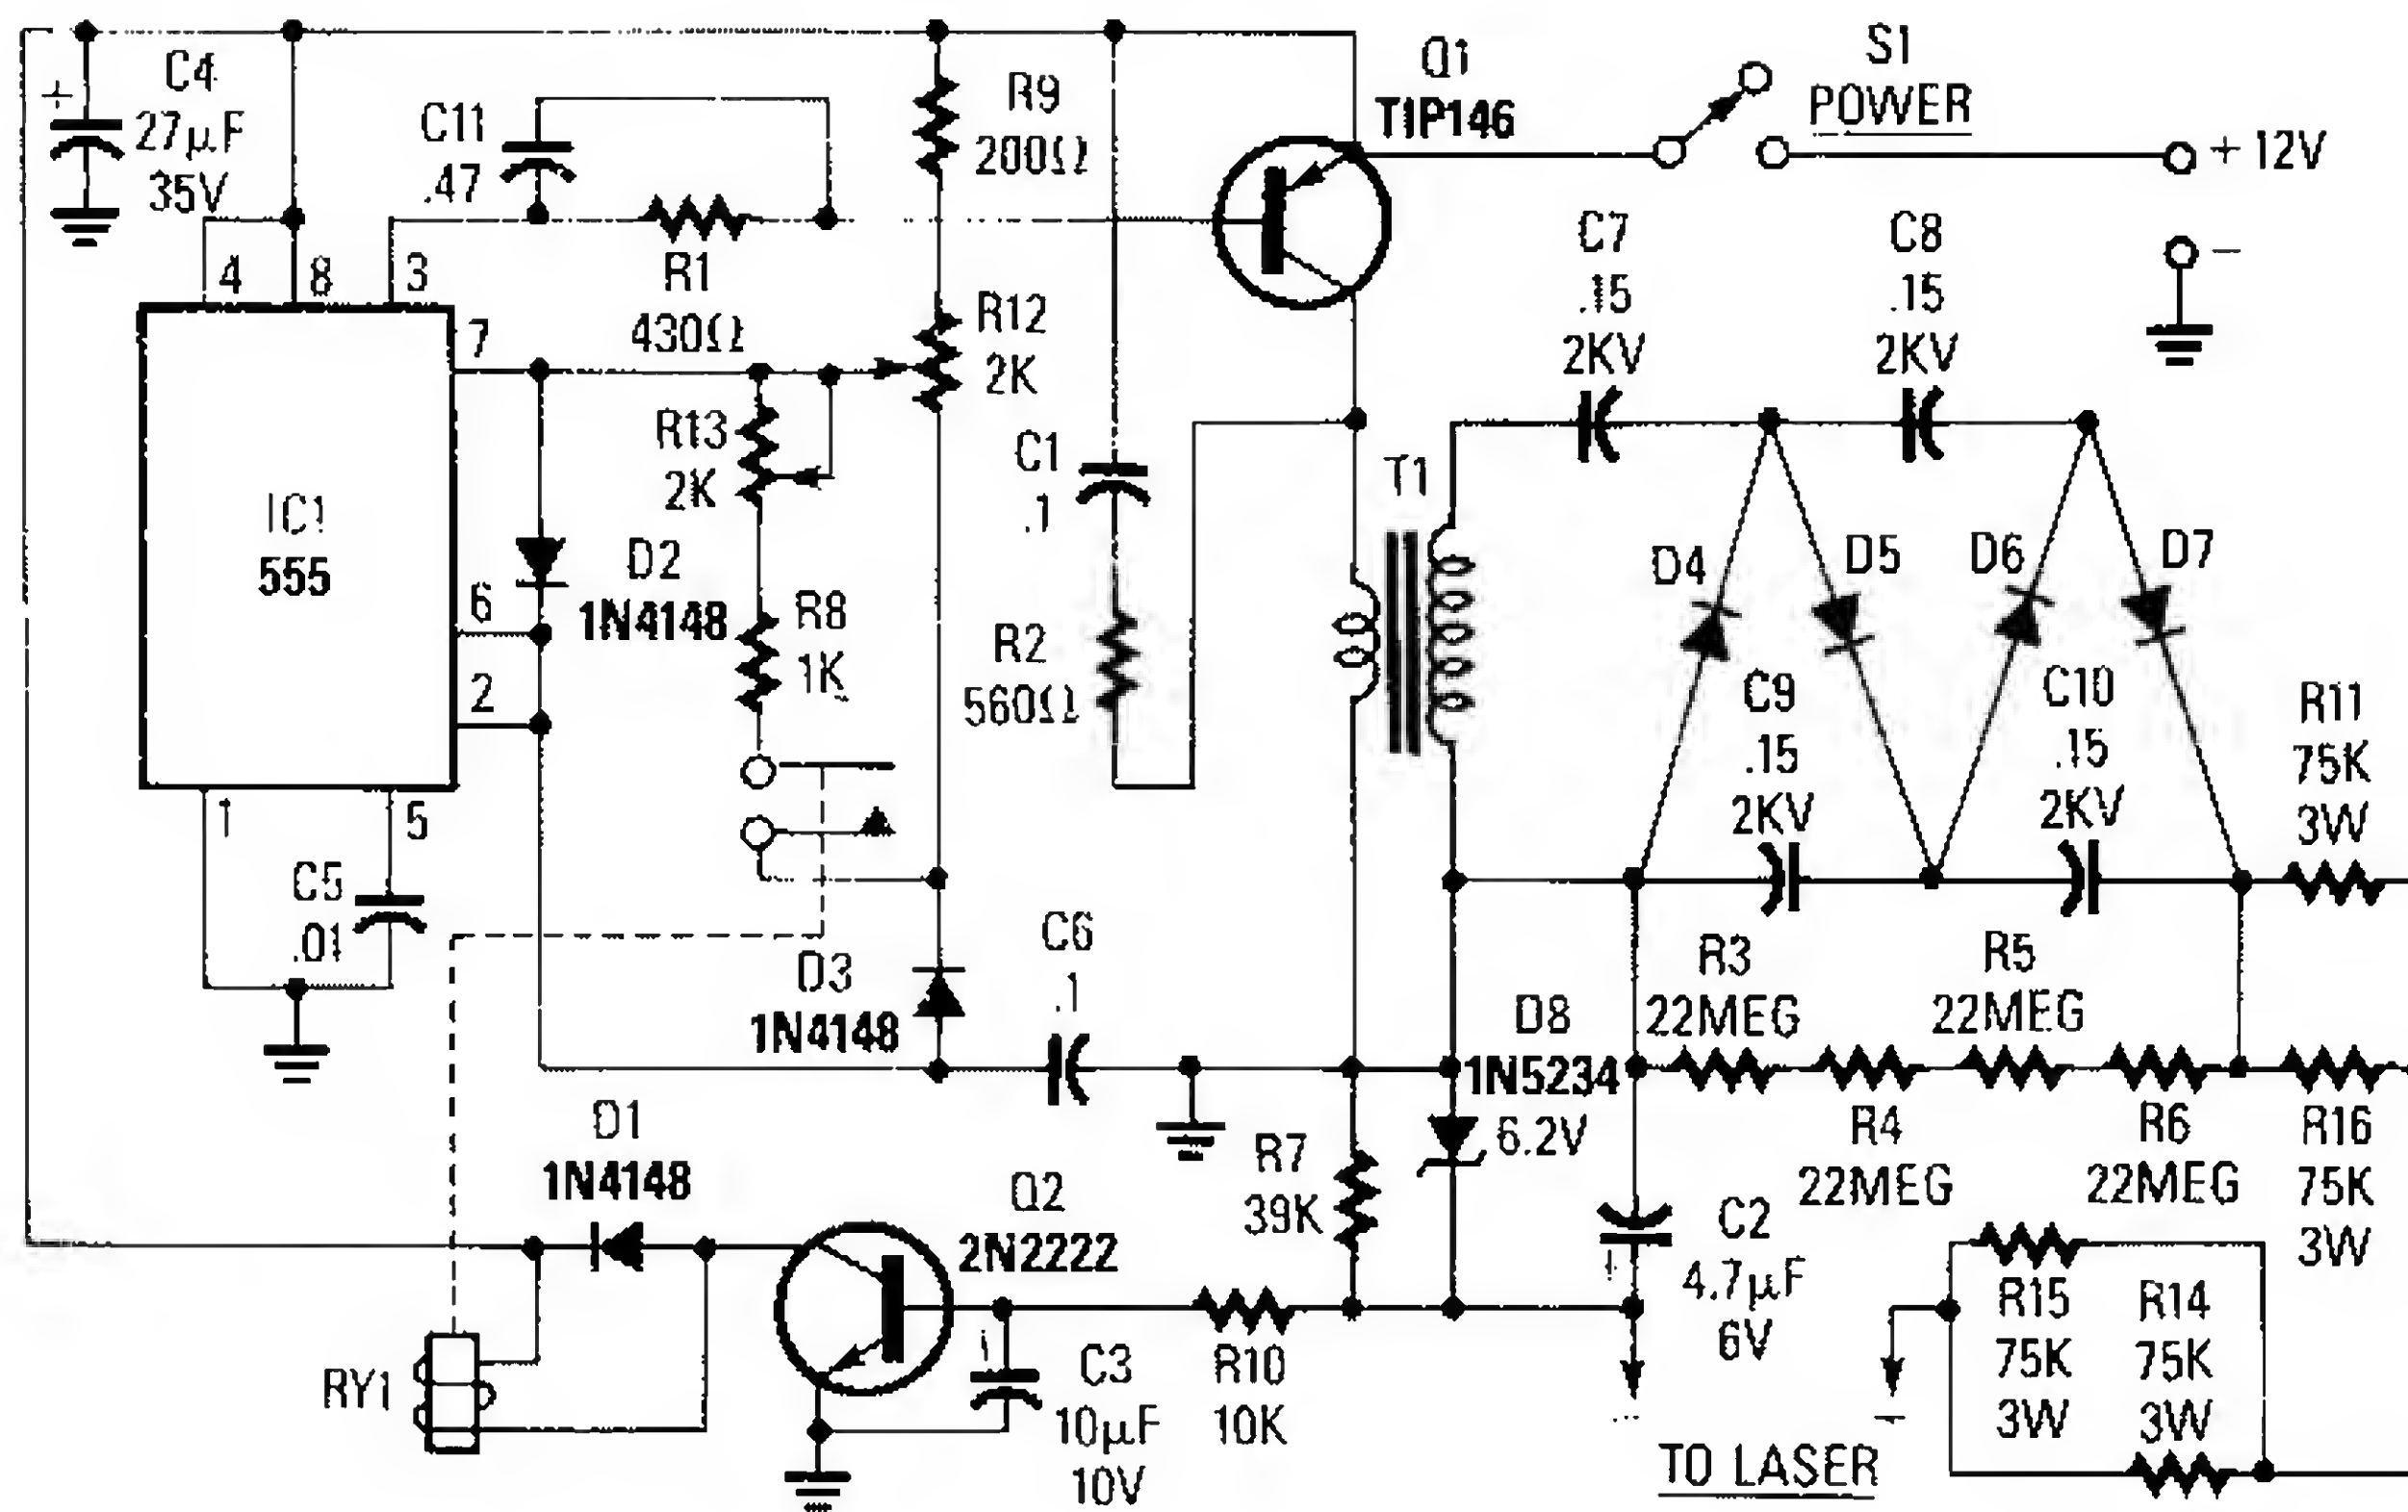 C4
27µF
35V
+
C11
.47
R9
200Ω
Q1
TIP146
S1
POWER
+ 12V
−
4
8
3
R1
430Ω
7
R12
2K
C7
.15
2KV
C8
.15
2KV
R13
2K
C1
.1
T1
IC1
555
6
2
D2
1N4148
R8
1K
R2
560Ω
D4
D5
D6
D7
C9
.15
2KV
C10
.15
2KV
R11
75K
3W
1
5
C5
.01
D3
1N4148
C6
.1
D8
1N5234
6.2V
R3
22MEG
R5
22MEG
R4
22MEG
R6
22MEG
R16
75K
3W
D1
1N4148
Q2
2N2222
R7
39K
C2
4.7µF
6V
RY1
C3
10µF
10V
R10
10K
R15
75K
3W
R14
75K
3W
−
TO LASER